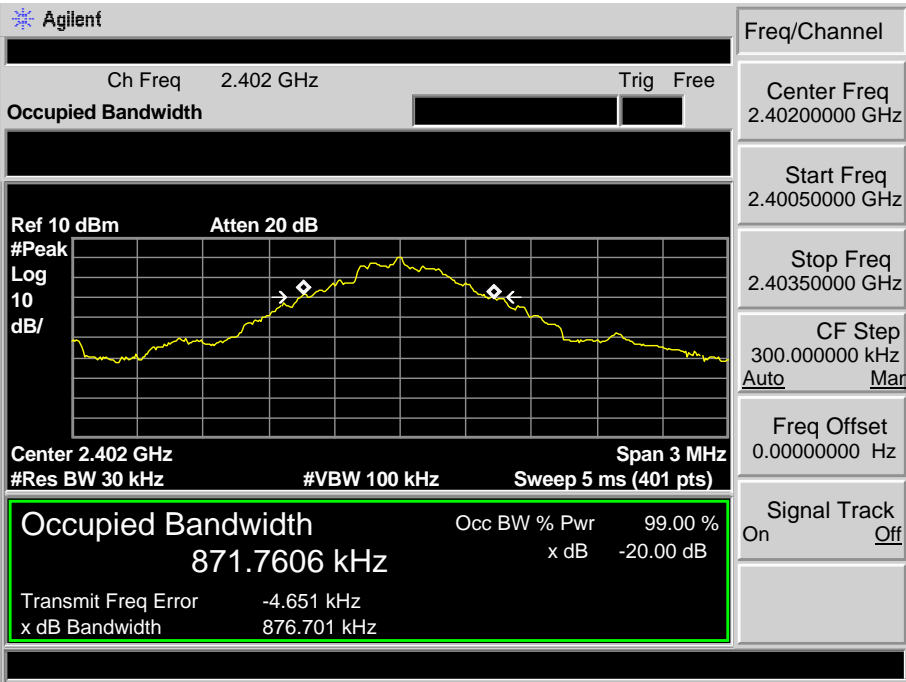 Agilent
Freq/Channel
Ch Freq 2.402 GHz Trig Free
Occupied Bandwidth
Center Freq
2.40200000 GHz
Start Freq
2.40050000 GHz
Stop Freq
2.40350000 GHz
CF Step
300.000000 kHz
Auto Mar
Freq Offset
0.00000000 Hz
Signal Track
On Off
Ref 10 dBm Atten 20 dB
#Peak
Log
10
dB/
Center 2.402 GHz Span 3 MHz
#Res BW 30 kHz #VBW 100 kHz Sweep 5 ms (401 pts)
Occupied Bandwidth Occ BW % Pwr 99.00 %
871.7606 kHz x dB -20.00 dB
Transmit Freq Error -4.651 kHz
x dB Bandwidth 876.701 kHz